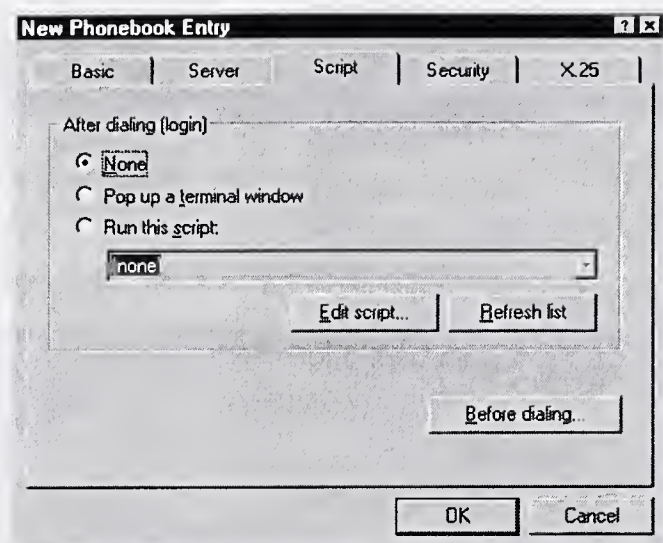 New Phonebook Entry ? ×
Basic Server Script Security X.25
After dialing (login)
None
Pop up a terminal window
Run this script:
none
Edit script... Refresh list
Before dialing...
OK Cancel